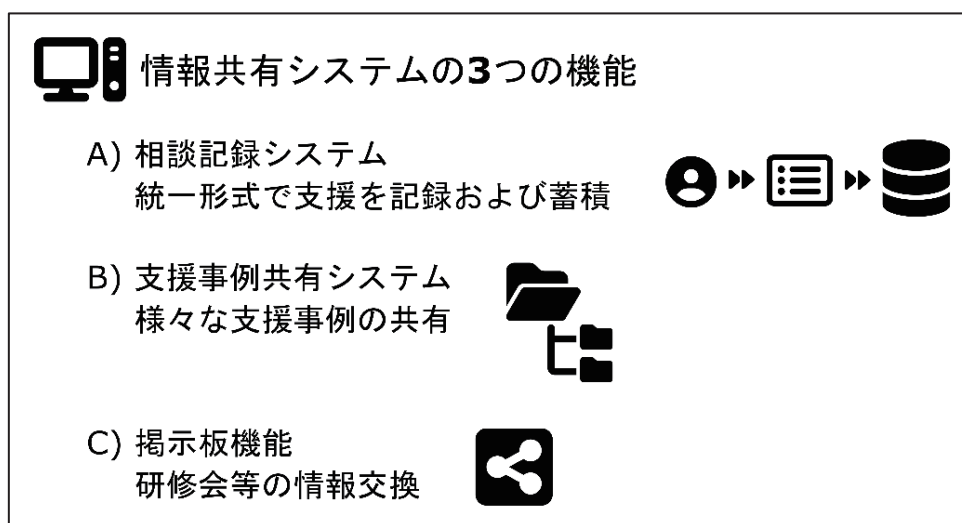 情報共有システムの3つの機能
A) 相談記録システム
統一形式で支援を記録および蓄積
B) 支援事例共有システム
様々な支援事例の共有
C) 掲示板機能
研修会等の情報交換